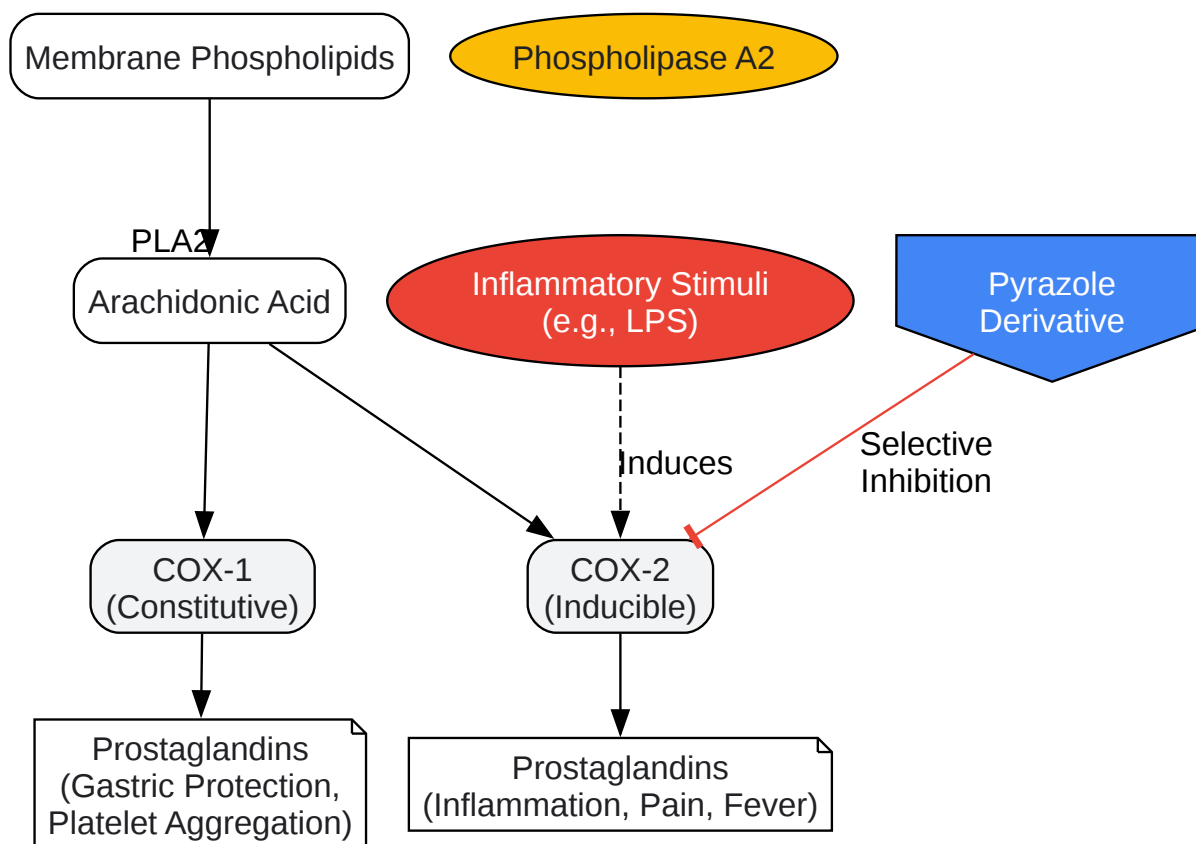 Membrane Phospholipids
Phospholipase A2
PLA2
Arachidonic Acid
Inflammatory Stimuli
(e.g., LPS)
Pyrazole
Derivative
Induces
Selective
Inhibition
COX-1
(Constitutive)
COX-2
(Inducible)
Prostaglandins
(Gastric Protection,
Platelet Aggregation)
Prostaglandins
(Inflammation, Pain, Fever)